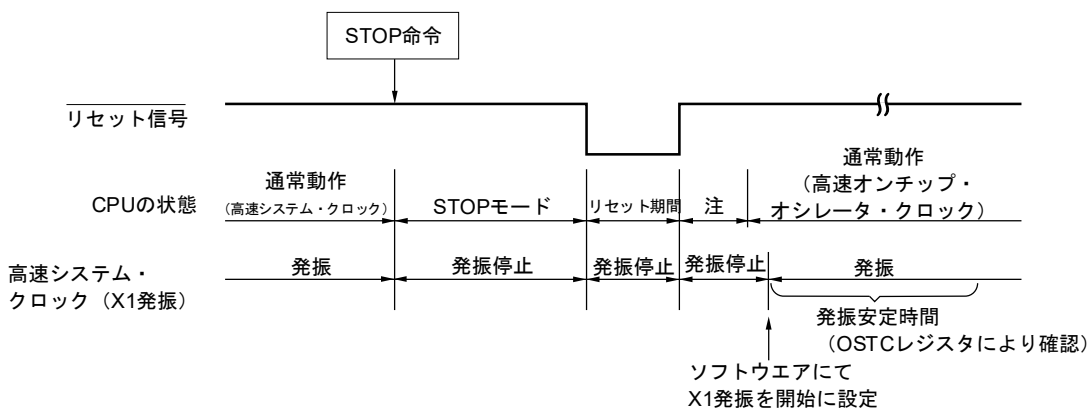 STOP命令
リセット信号
CPUの状態
通常動作
(高速システム・クロック)
STOPモード
リセット期間
注
通常動作
(高速オンチップ・
オシレータ・クロック)
高速システム・
クロック（X1発振）
発振
発振停止
発振停止
発振停止
発振
発振安定時間
（OSTCレジスタにより確認）
ソフトウエアにて
X1発振を開始に設定